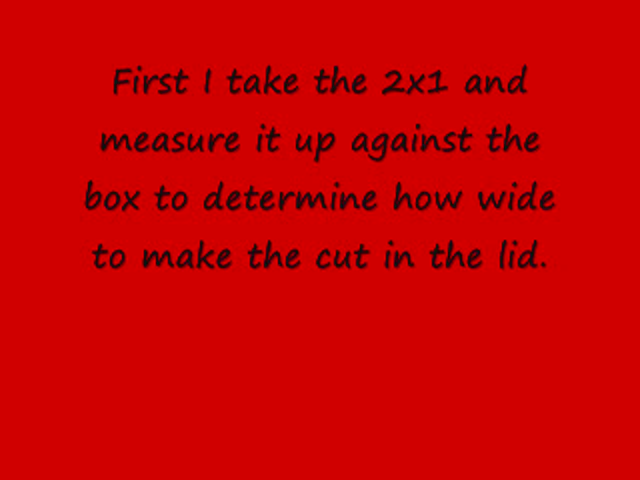 First I take the 2x1 and
measure it up against the
box to determine how wide
to make the cut in the lid.